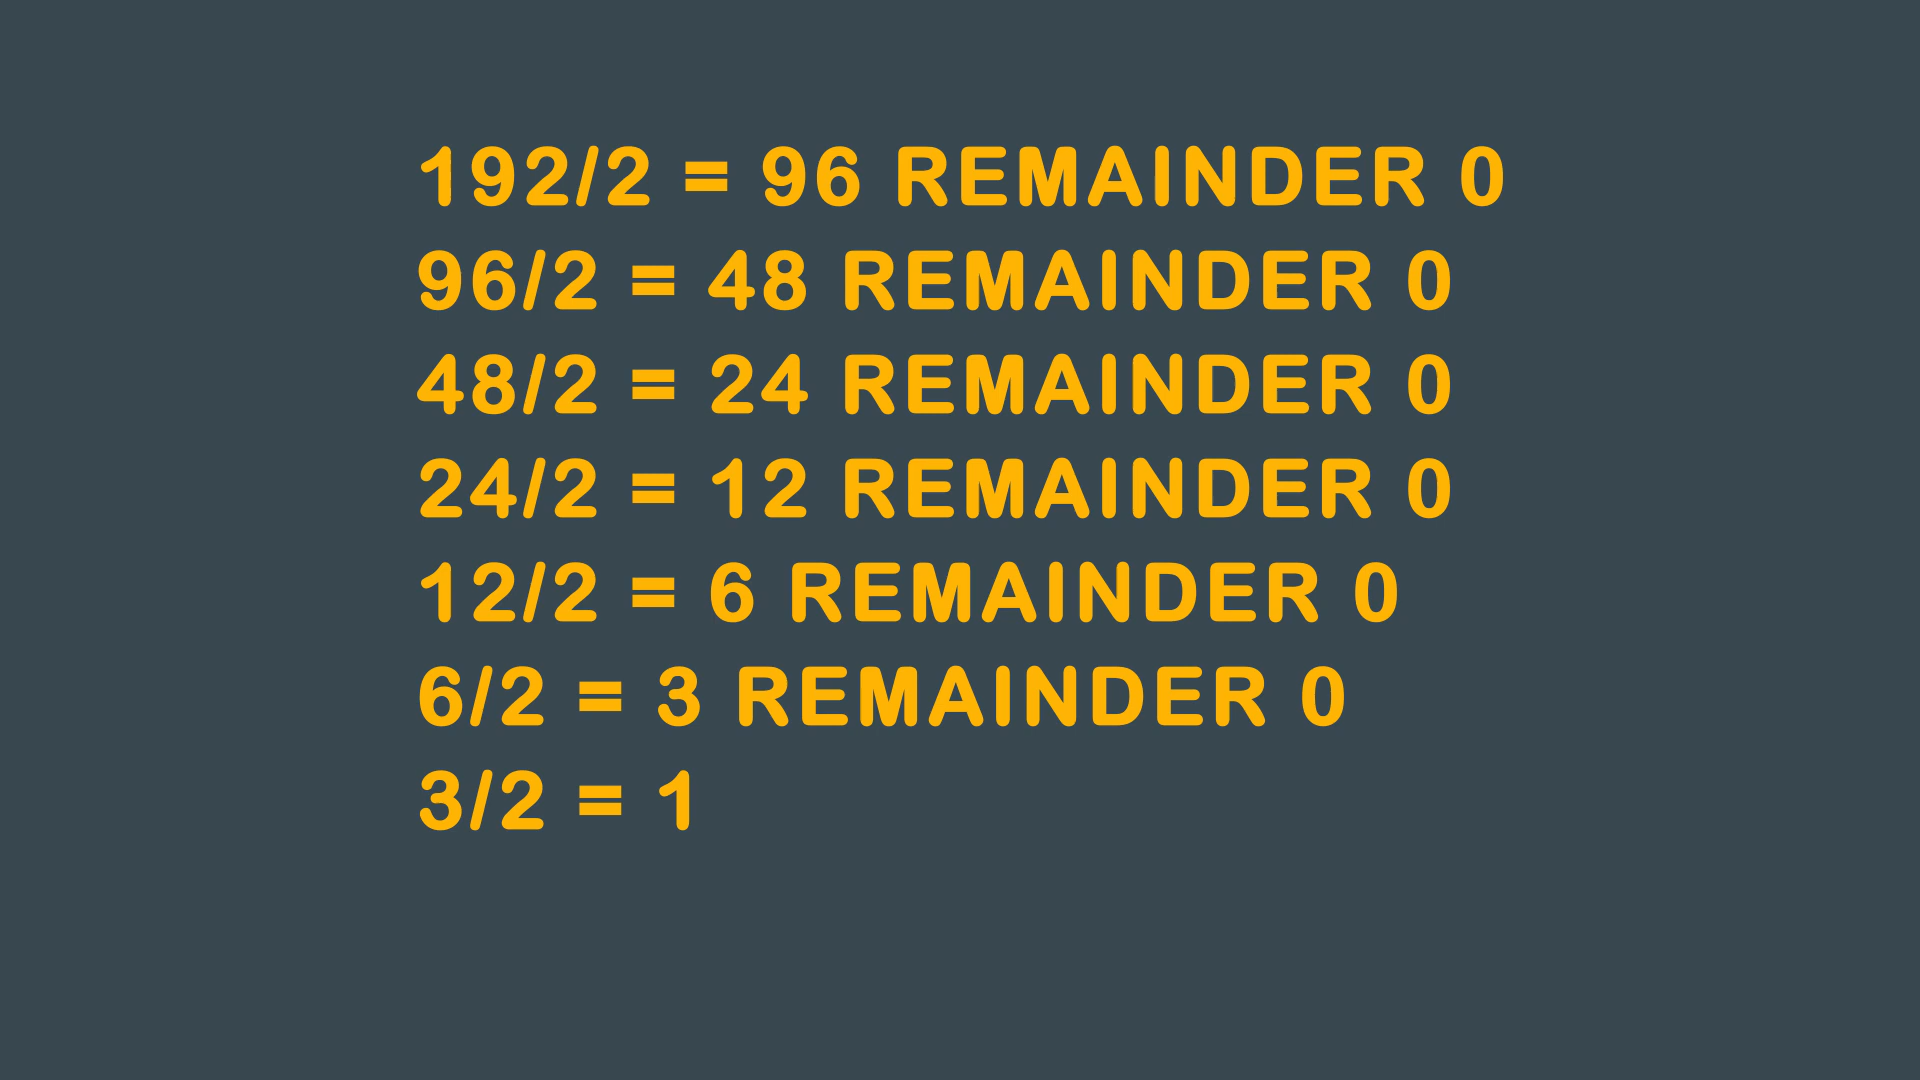 192/2 = 96 REMAINDER 0
96/2 = 48 REMAINDER 0
48/2 = 24 REMAINDER 0
24/2 = 12 REMAINDER 0
12/2 = 6 REMAINDER 0
6/2 = 3 REMAINDER 0
3/2 = 1